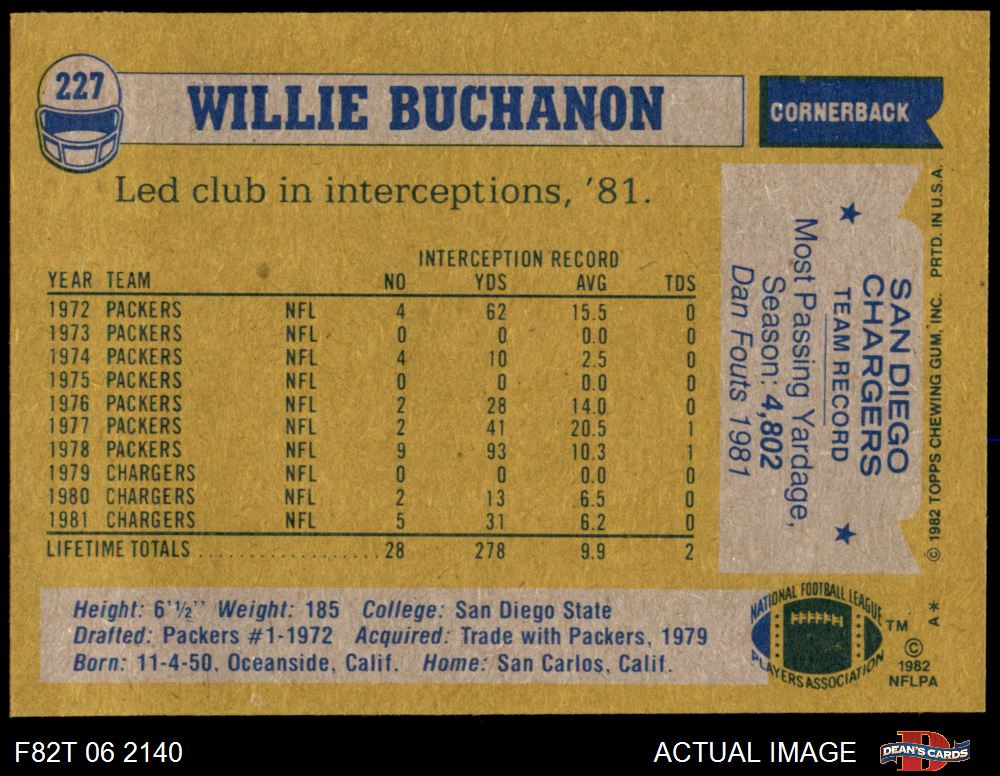 227
WILLIE BUCHANON
CORNERBACK
Led club in interceptions, '81.
INTERCEPTION RECORD
YEAR TEAM NO YDS AVG TDS
1972 PACKERS NFL 4 62 15.5 0
1973 PACKERS NFL 0 0 0.0 0
1974 PACKERS NFL 4 10 2.5 0
1975 PACKERS NFL 0 0 0.0 0
1976 PACKERS NFL 2 28 14.0 0
1977 PACKERS NFL 2 41 20.5 1
1978 PACKERS NFL 9 93 10.3 1
1979 CHARGERS NFL 0 0 0.0 0
1980 CHARGERS NFL 2 13 6.5 0
1981 CHARGERS NFL 5 31 6.2 0
LIFETIME TOTALS 28 278 9.9 2
SAN DIEGO
CHARGERS
TEAM RECORD
Most Passing Yardage,
Season: 4,802
Dan Fouts 1981
© 1982 TOPPS CHEWING GUM, INC. PRTD. IN U.S.A.
Height: 6'½" Weight: 185 College: San Diego State
Drafted: Packers #1-1972 Acquired: Trade with Packers, 1979
Born: 11-4-50, Oceanside, Calif. Home: San Carlos, Calif.
NATIONAL FOOTBALL LEAGUE
PLAYERS ASSOCIATION
TM
A*
©
1982
NFLPA
F82T 06 2140
ACTUAL IMAGE
D
DEAN'S CARDS